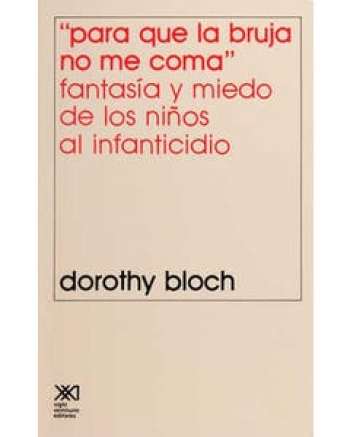 “para que la bruja
no me coma”
fantasía y miedo
de los niños
al infanticidio
dorothy bloch
siglo
veintiuno
editores